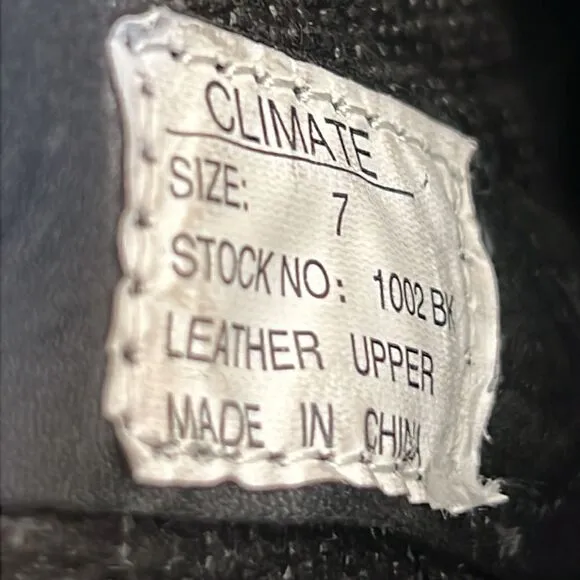 CLIMATE
SIZE: 7
STOCK NO: 1002 BK
LEATHER UPPER
MADE IN CHINA